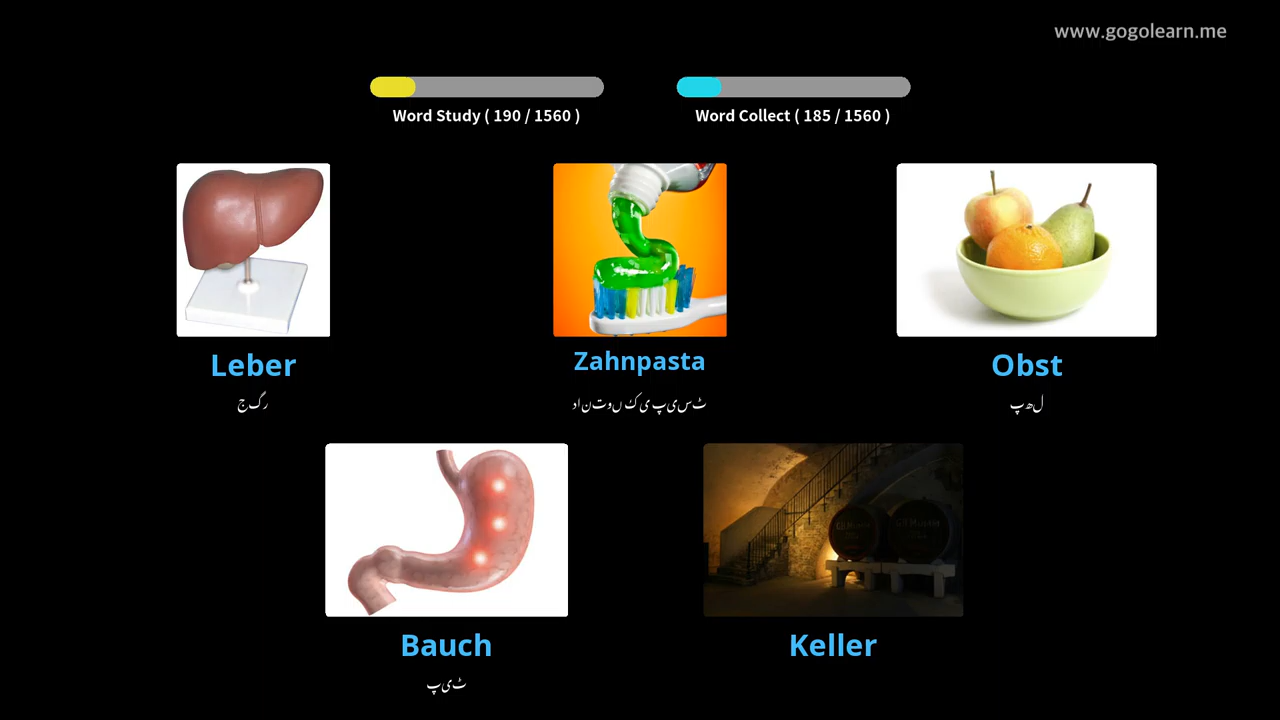 www.gogolearn.me
Word Study ( 190 / 1560 )
Word Collect ( 185 / 1560 )
Leber
جگر
Zahnpasta
دانتوں کی پیسٹ
Obst
پھل
Bauch
پیٹ
Keller